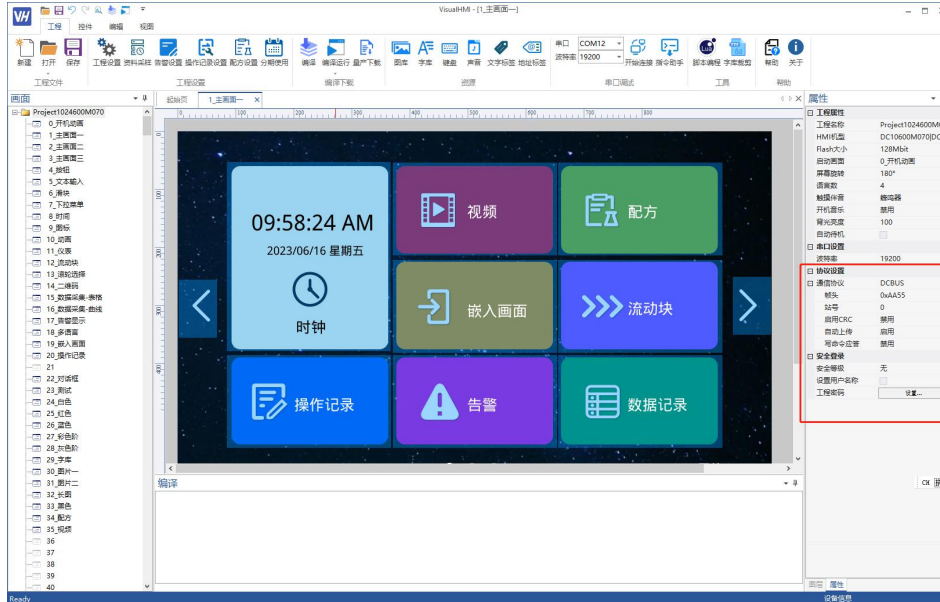 VisualHMI - [1_主画面一]
VH
工程 控件 编辑 视图
新建 打开 保存 工程设置 资料采样 告警设置 操作记录设置 配方设置 分期使用 编译 编译运行 量产下载 图库 字库 键盘 声音 文字标签 地址标签 串口 COM12 波特率 19200 开始连接 指令助手 脚本编程 字库裁剪 帮助 关于
工程文件 工程设置 编译下载 资源 串口调试 工具 帮助
画面
Project1024600M070
0_开机动画
1_主画面一
2_主画面二
3_主画面三
4_按钮
5_文本输入
6_滑块
7_下拉菜单
8_时间
9_图标
10_动画
11_仪表
12_流动块
13_滚轮选择
14_二维码
15_数据采集-表格
16_数据采集-曲线
17_告警显示
18_多语言
19_嵌入画面
20_操作记录
21
22_对话框
23_测试
24_白色
25_红色
26_蓝色
27_彩色阶
28_灰色阶
29_字库
30_图片一
31_图片二
32_长图
33_黑色
34_配方
35_视频
36
37
38
39
40
起始页 1_主画面一
0 100 200 300 400 500 600 700 800
0
100
200
300
400
09:58:24 AM
2023/06/16 星期五
时钟
视频
配方
嵌入画面
流动块
操作记录
告警
数据记录
编译
属性
工程属性
工程名称 Project1024600M0
HMI机型 DC10600M070|DC
Flash大小 128Mbit
启动画面 0_开机动画
屏幕旋转 180°
语言数 4
触摸伴音 蜂鸣器
开机音乐 禁用
背光亮度 100
自动待机
串口设置
波特率 19200
协议设置
通信协议 DCBUS
帧头 0xAA55
站号 0
启用CRC 禁用
自动上传 启用
写命令应答 禁用
安全登录
安全等级 无
设置用户名称
工程密码 设置...
CH
图层 属性
Ready 设备信息